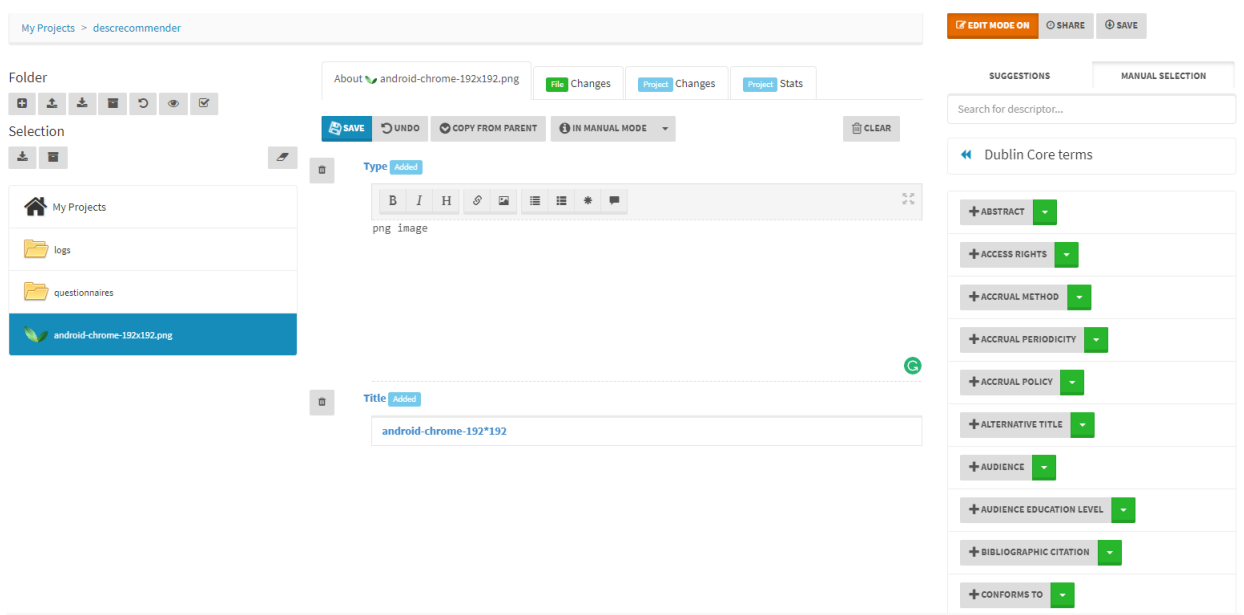 My Projects > descrecommender
EDIT MODE ON SHARE SAVE
Folder
Selection
My Projects
logs
questionnaires
android-chrome-192x192.png
About android-chrome-192x192.png File Changes Project Changes Project Stats
SAVE UNDO COPY FROM PARENT IN MANUAL MODE CLEAR
Type Added
B I H
png image
Title Added
android-chrome-192*192
SUGGESTIONS MANUAL SELECTION
Search for descriptor...
Dublin Core terms
ABSTRACT
ACCESS RIGHTS
ACCRUAL METHOD
ACCRUAL PERIODICITY
ACCRUAL POLICY
ALTERNATIVE TITLE
AUDIENCE
AUDIENCE EDUCATION LEVEL
BIBLIOGRAPHIC CITATION
CONFORMS TO